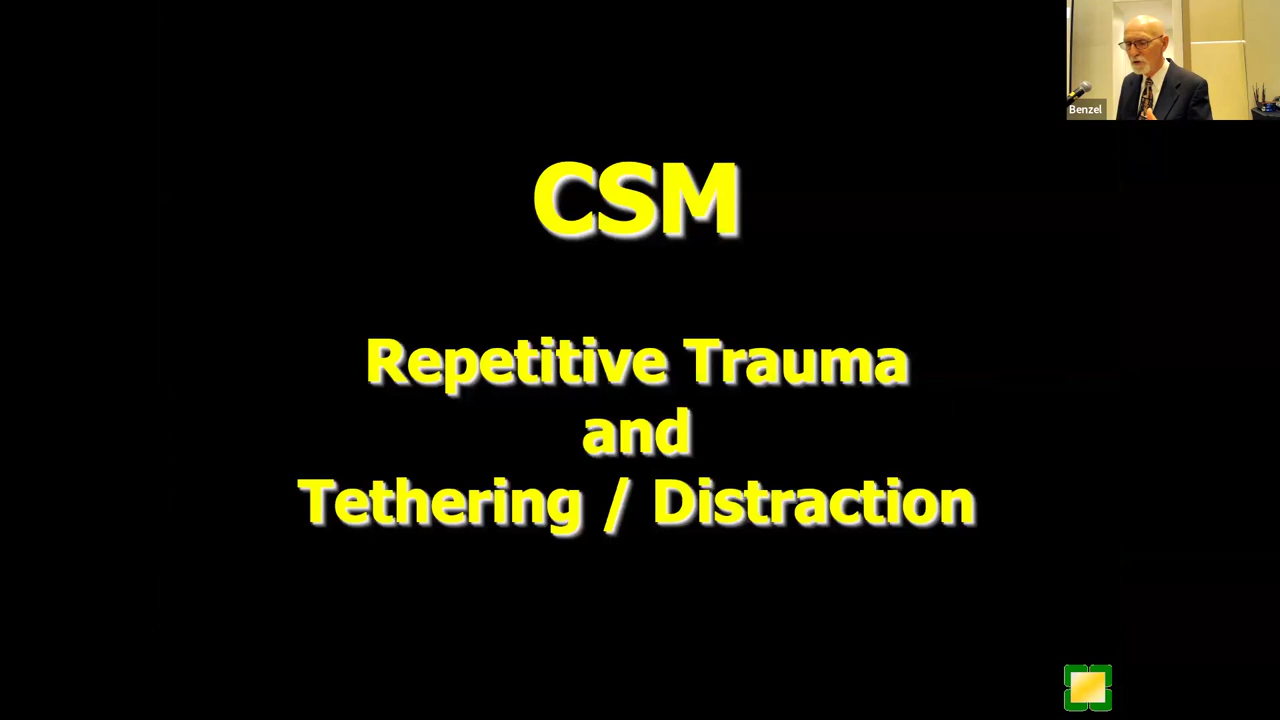 Benzel
CSM
Repetitive Trauma
and
Tethering / Distraction